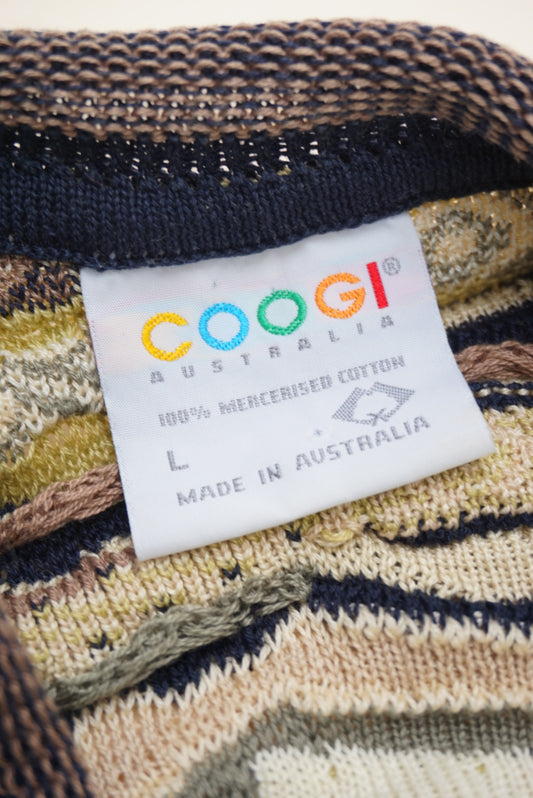 COOGI®
AUSTRALIA
100% MERCERISED COTTON
L
MADE IN AUSTRALIA